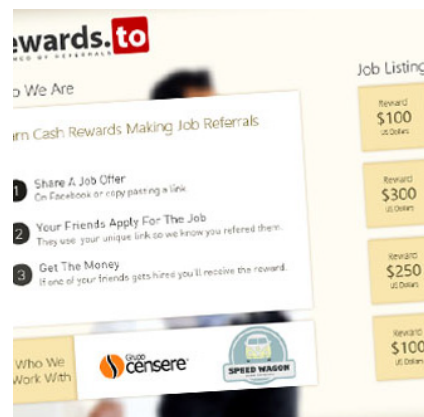 ewards.to
Who We Are
Job Listing
Earn Cash Rewards Making Job Referrals
1 Share A Job Offer
On Facebook or copy pasting a link.
2 Your Friends Apply For The Job
They use your unique link so we know you refered them.
3 Get The Money
If one of your friends gets hired you'll receive the reward.
Reward
$100
US Dollars
Reward
$300
US Dollars
Reward
$250
US Dollars
Reward
$100
US Dollars
Who We
Work With
Grupo
censere
SPEED WAGON